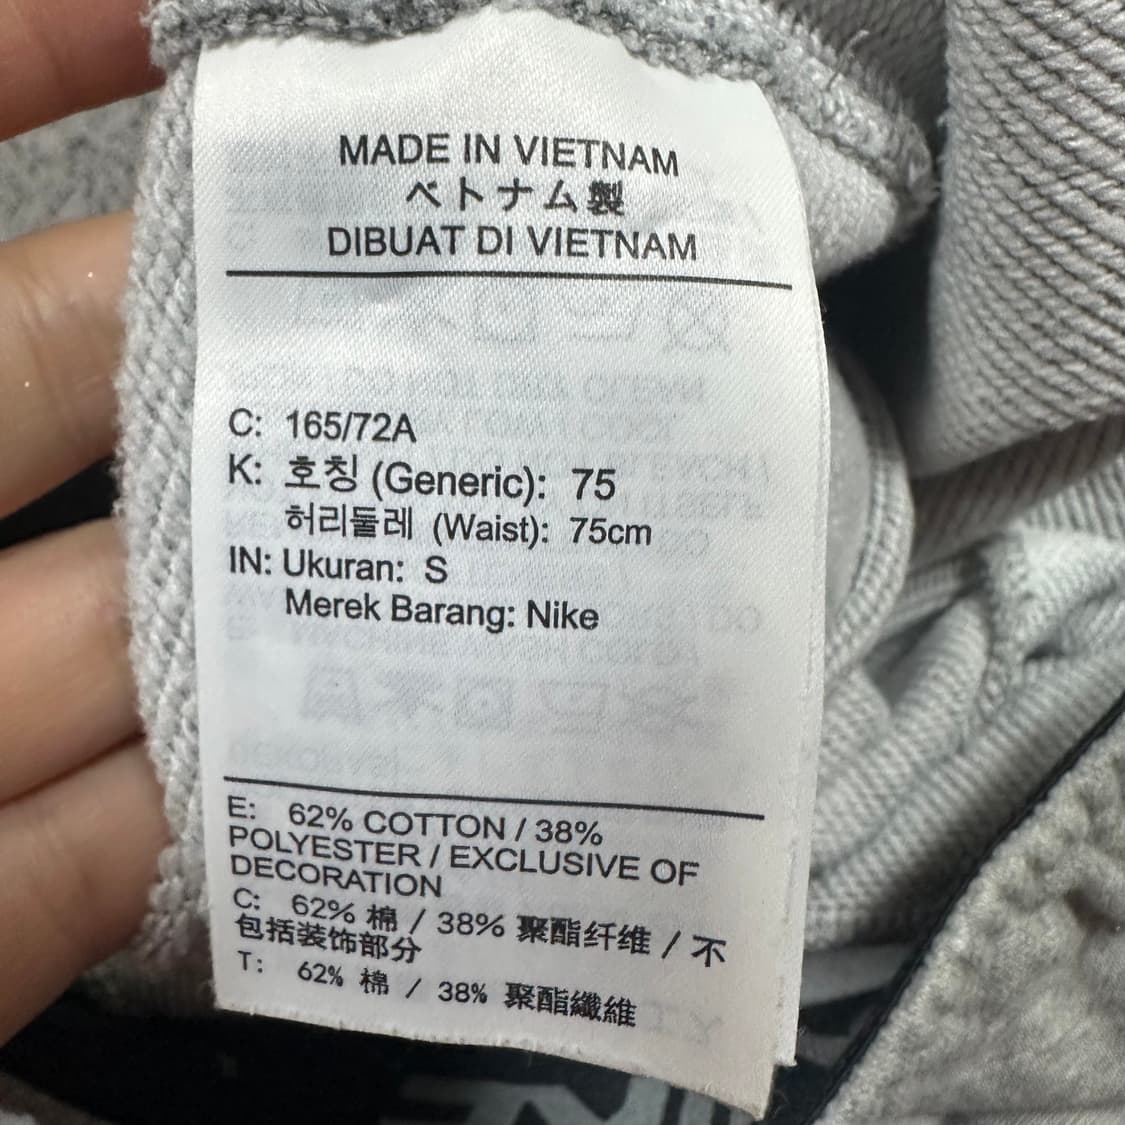 MADE IN VIETNAM
ベトナム製
DIBUAT DI VIETNAM
C: 165/72A
K: 호칭 (Generic): 75
허리둘레 (Waist): 75cm
IN: Ukuran: S
Merek Barang: Nike
E: 62% COTTON / 38%
POLYESTER / EXCLUSIVE OF
DECORATION
C: 62% 棉 / 38% 聚酯纤维 / 不
包括装饰部分
T: 62% 棉 / 38% 聚酯纖維